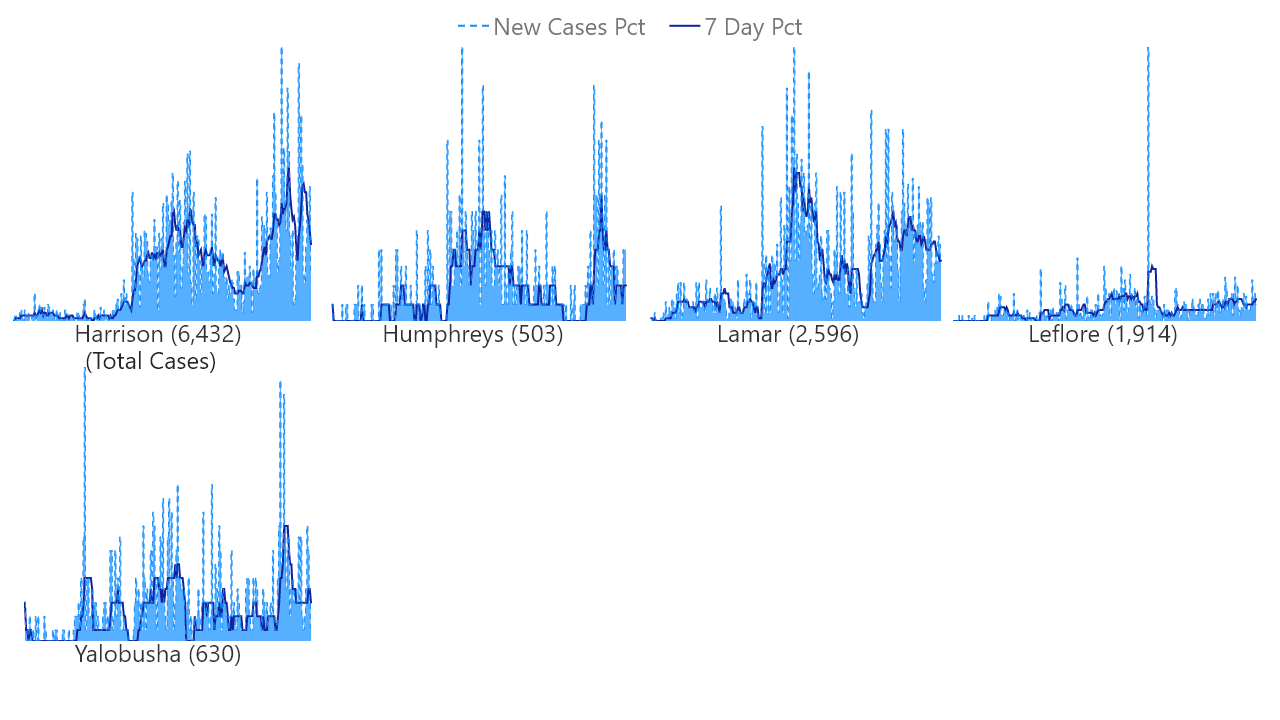 New Cases Pct 7 Day Pct
Harrison (6,432)
(Total Cases)
Humphreys (503)
Lamar (2,596)
Leflore (1,914)
Yalobusha (630)